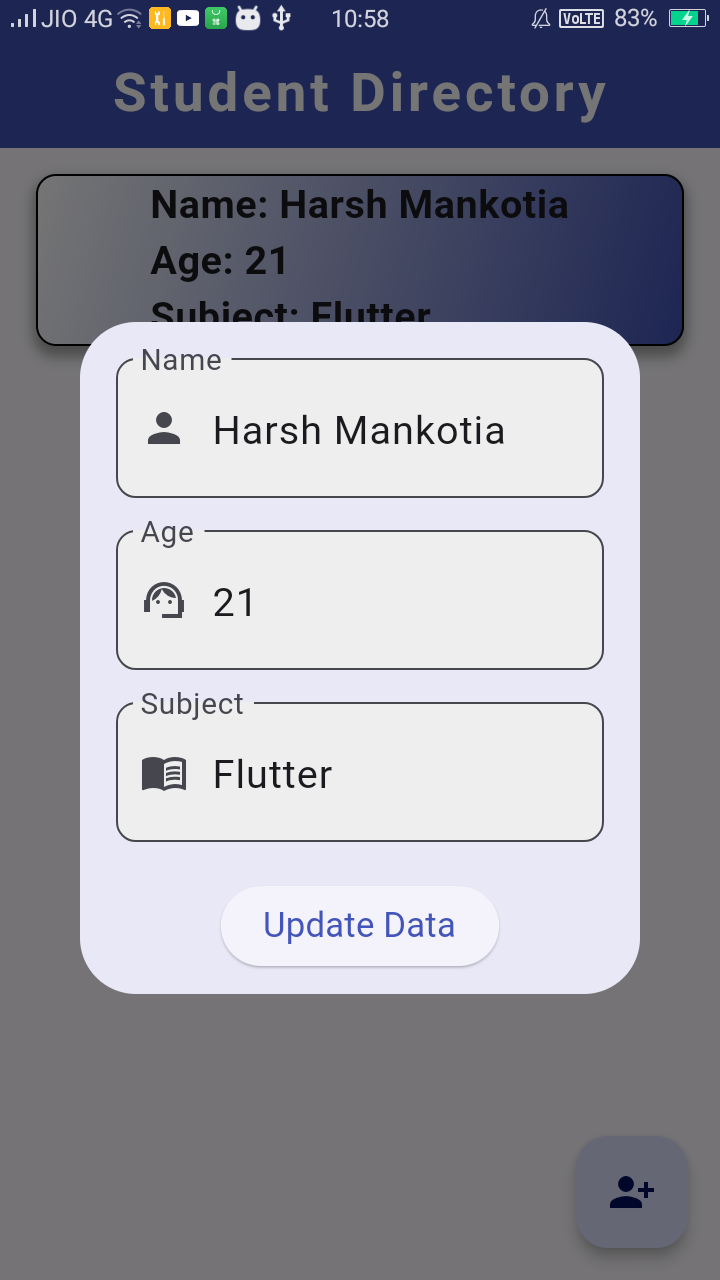 JIO 4G 10:58 VoLTE 83%
Student Directory
Name: Harsh Mankotia
Age: 21
Subject: Flutter
Name
Harsh Mankotia
Age
21
Subject
Flutter
Update Data